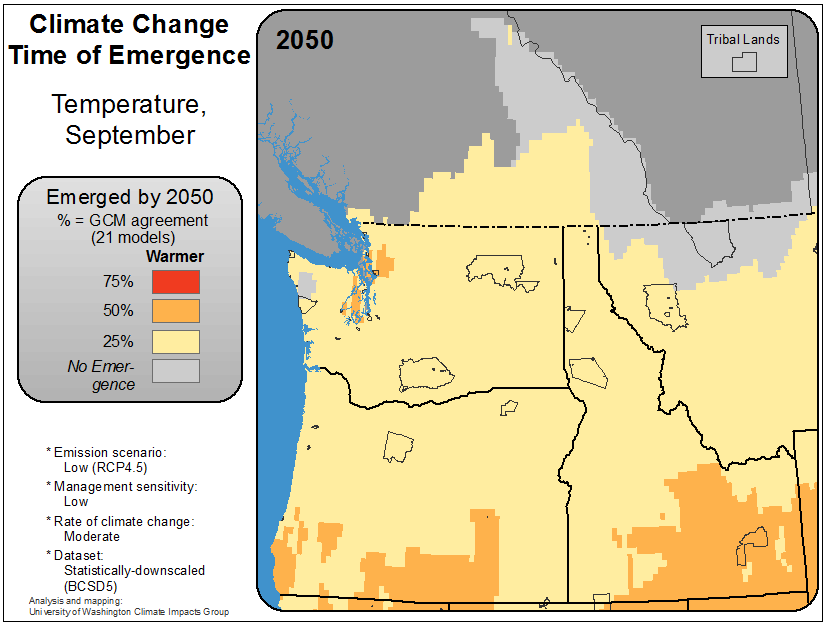 Climate Change
Time of Emergence
Temperature,
September
Emerged by 2050
% = GCM agreement
(21 models)
Warmer
75%
50%
25%
No Emer-
gence
* Emission scenario:
Low (RCP4.5)
* Management sensitivity:
Low
* Rate of climate change:
Moderate
* Dataset:
Statistically-downscaled
(BCSD5)
Analysis and mapping:
University of Washington Climate Impacts Group
2050
Tribal Lands